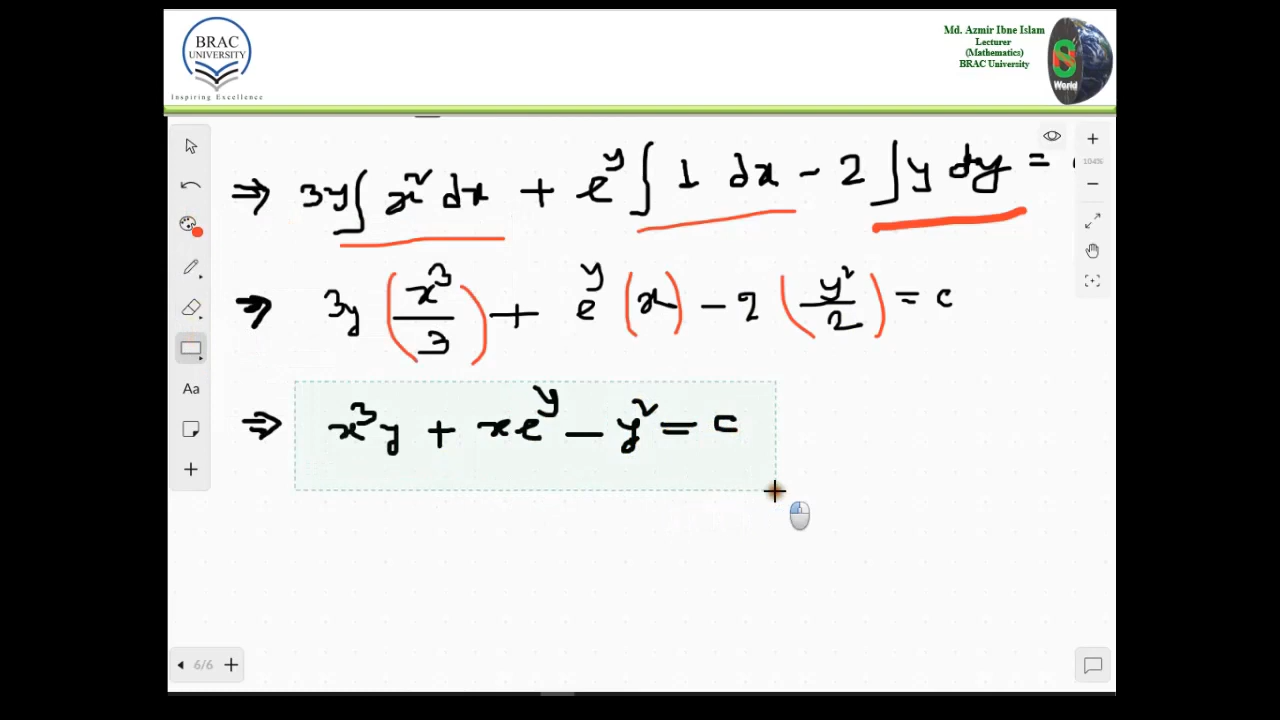 BRAC
UNIVERSITY
Inspiring Excellence
Md. Azmir Ibne Islam
Lecturer
(Mathematics)
BRAC University
S
World
104%
⇒ 3y∫ x² dx + e^y ∫ 1 dx - 2 ∫ y dy =
⇒ 3y (x³/3) + e^y (x) - 2 (y²/2) = c
⇒ x³y + xe^y - y² = c
Aa
6/6